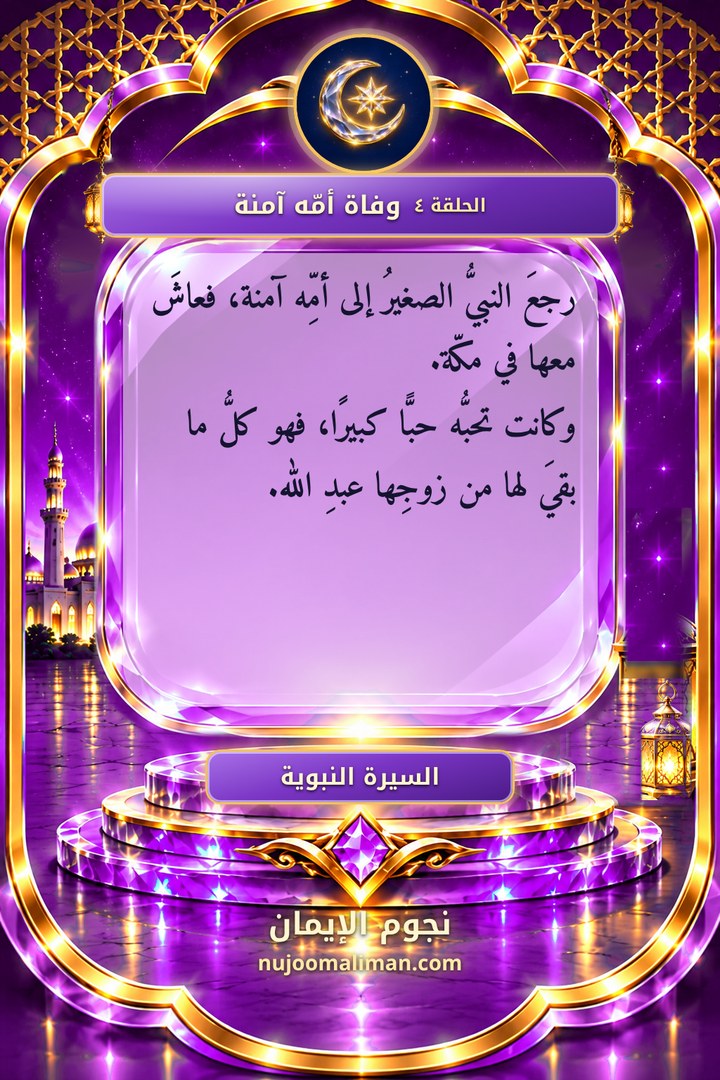 الحلقة ٤ وفاة أمّه آمنة
رجعَ النبيُّ الصغيرُ إلى أمِّه آمنة، فعاشَ
معها في مكّة.
وكانت تحبُّه حبًّا كبيرًا، فهو كلُّ ما
بقيَ لها من زوجِها عبدِ الله.
السيرة النبوية
نجوم الإيمان
nujoomaliman.com